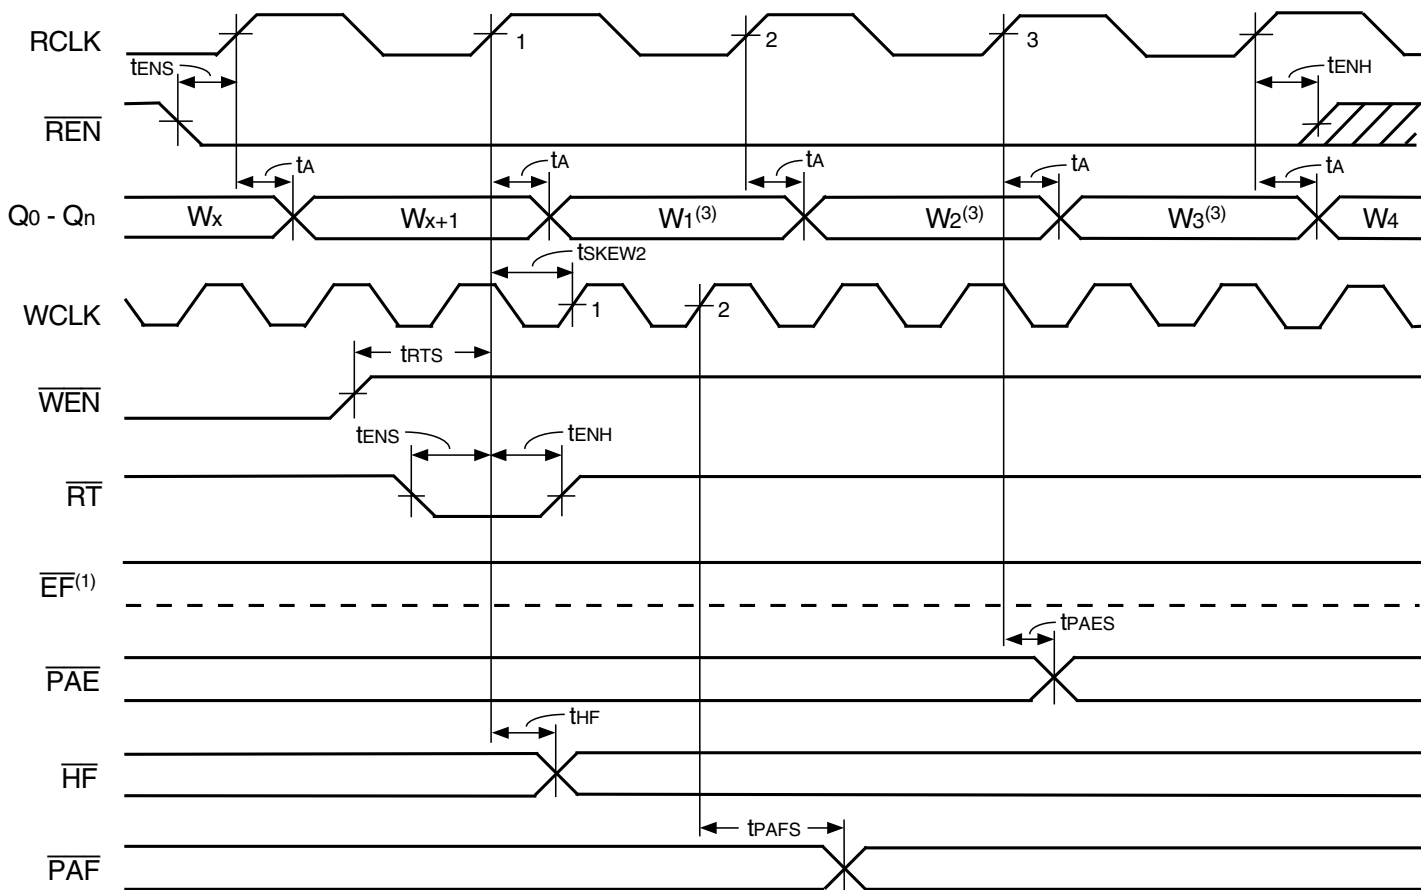 RCLK
1
2
3
tENS
tENH
REN
tA
tA
tA
tA
tA
Q0 - Qn
Wx
Wx+1
W1(3)
W2(3)
W3(3)
W4
tSKEW2
WCLK
1
2
tRTS
WEN
tENS
tENH
RT
EF(1)
tPAES
PAE
tHF
HF
tPAFS
PAF